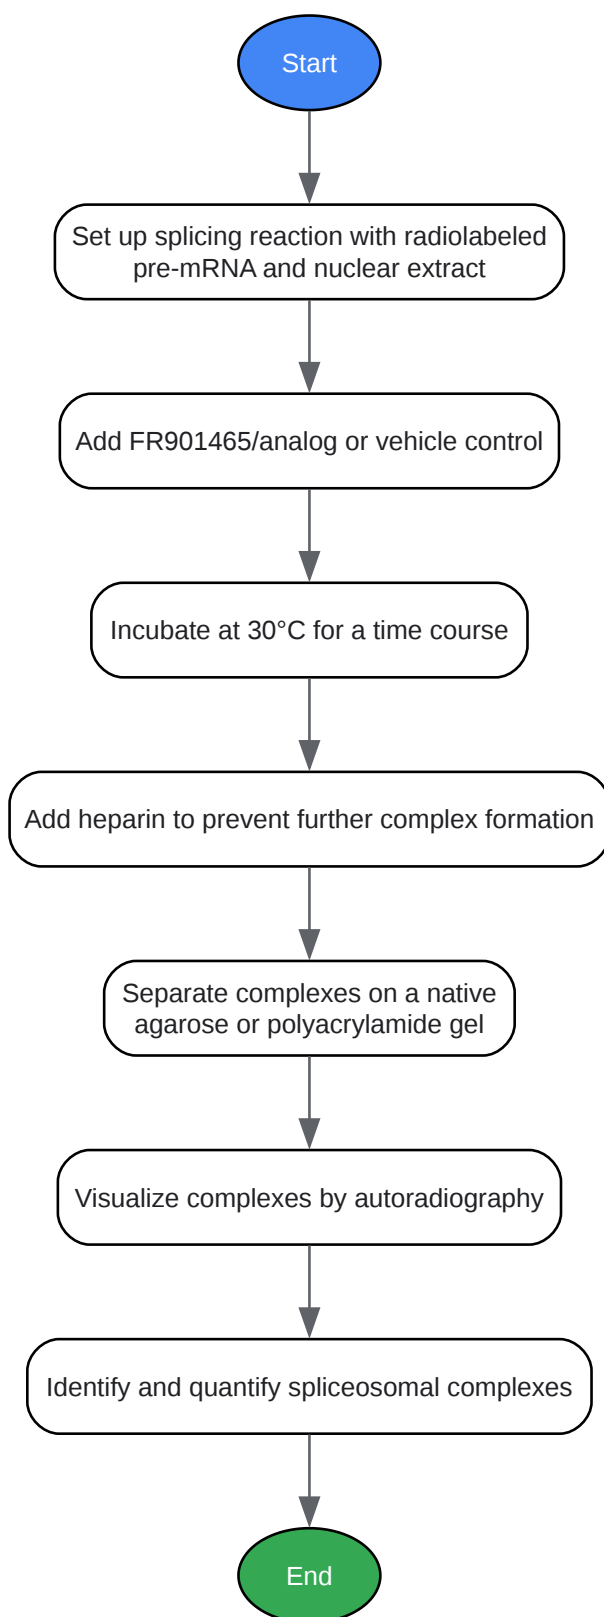 Start
Set up splicing reaction with radiolabeled
pre-mRNA and nuclear extract
Add FR901465/analog or vehicle control
Incubate at 30°C for a time course
Add heparin to prevent further complex formation
Separate complexes on a native
agarose or polyacrylamide gel
Visualize complexes by autoradiography
Identify and quantify spliceosomal complexes
End